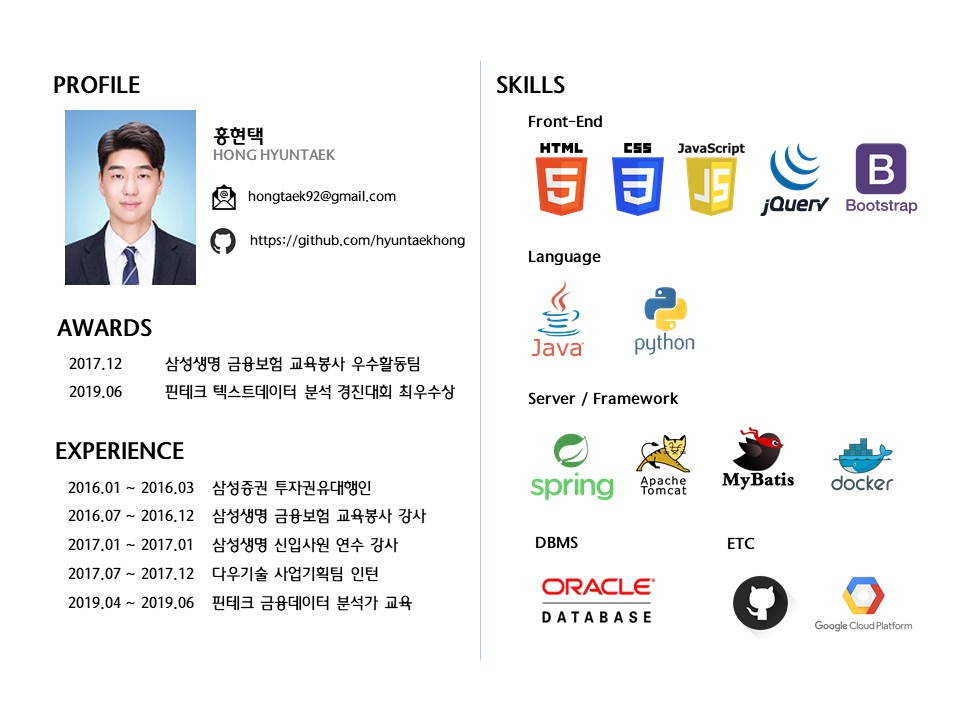 PROFILE
홍현택
HONG HYUNTAEK
hongtaek92@gmail.com
https://github.com/hyuntaekhong
AWARDS
2017.12 삼성생명 금융보험 교육봉사 우수활동팀
2019.06 핀테크 텍스트데이터 분석 경진대회 최우수상
EXPERIENCE
2016.01 ~ 2016.03 삼성증권 투자권유대행인
2016.07 ~ 2016.12 삼성생명 금융보험 교육봉사 강사
2017.01 ~ 2017.01 삼성생명 신입사원 연수 강사
2017.07 ~ 2017.12 다우기술 사업기획팀 인턴
2019.04 ~ 2019.06 핀테크 금융데이터 분석가 교육
SKILLS
Front-End
HTML CSS JavaScript
5 3 JS B
jQuery Bootstrap
Language
Java python
Server / Framework
spring Apache Tomcat MyBatis docker
DBMS ETC
ORACLE
DATABASE
Google Cloud Platform